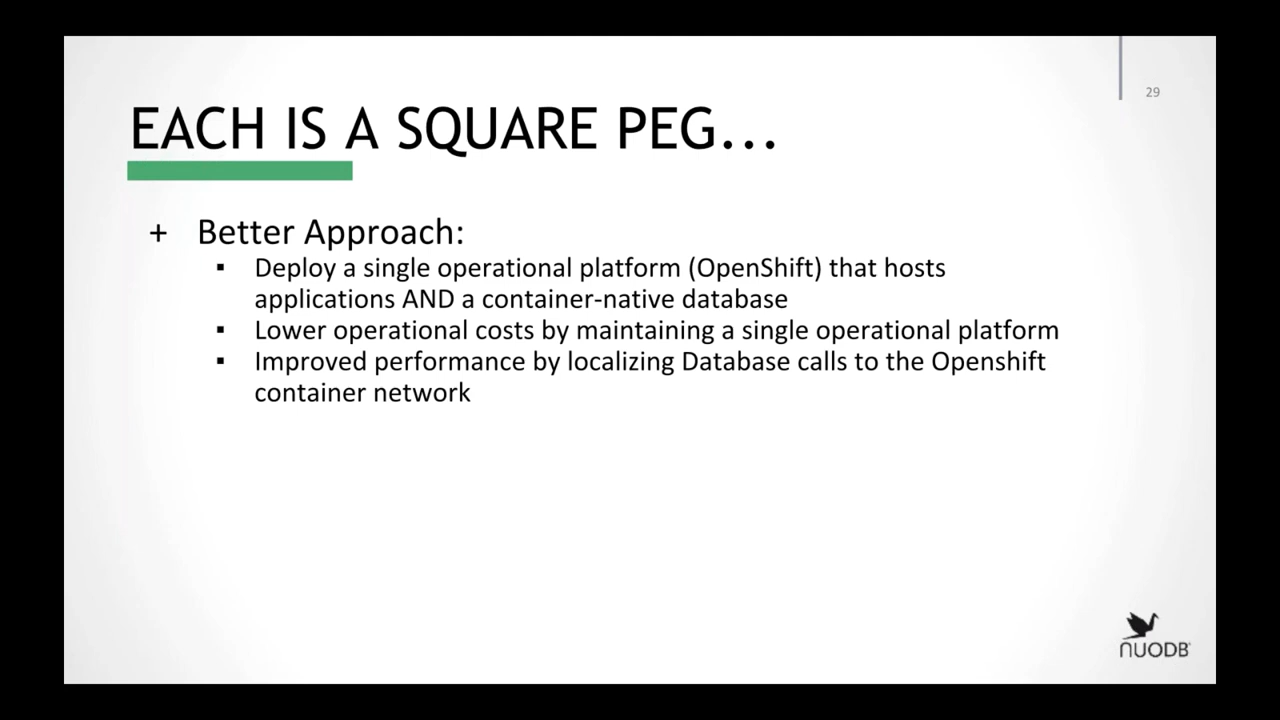 29
EACH IS A SQUARE PEG...
+ Better Approach:
▪ Deploy a single operational platform (OpenShift) that hosts
applications AND a container-native database
▪ Lower operational costs by maintaining a single operational platform
▪ Improved performance by localizing Database calls to the Openshift
container network
NUODB